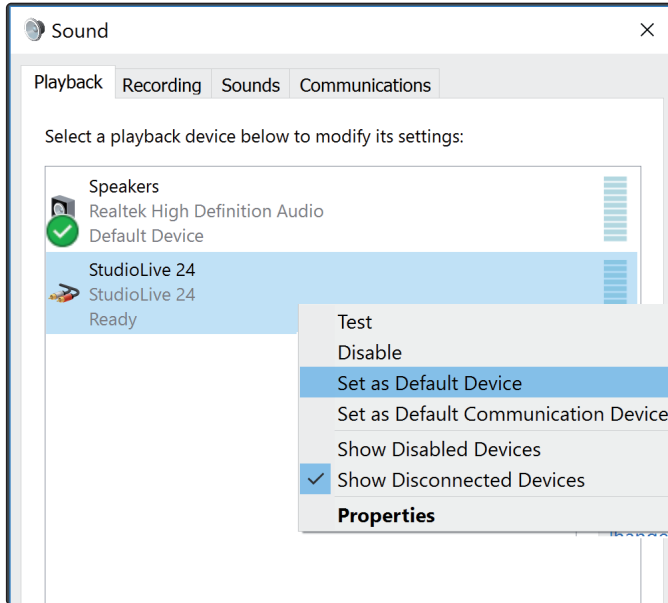 Sound
Playback Recording Sounds Communications
Select a playback device below to modify its settings:
Speakers
Realtek High Definition Audio
Default Device
StudioLive 24
StudioLive 24
Ready
Test
Disable
Set as Default Device
Set as Default Communication Device
Show Disabled Devices
Show Disconnected Devices
Properties